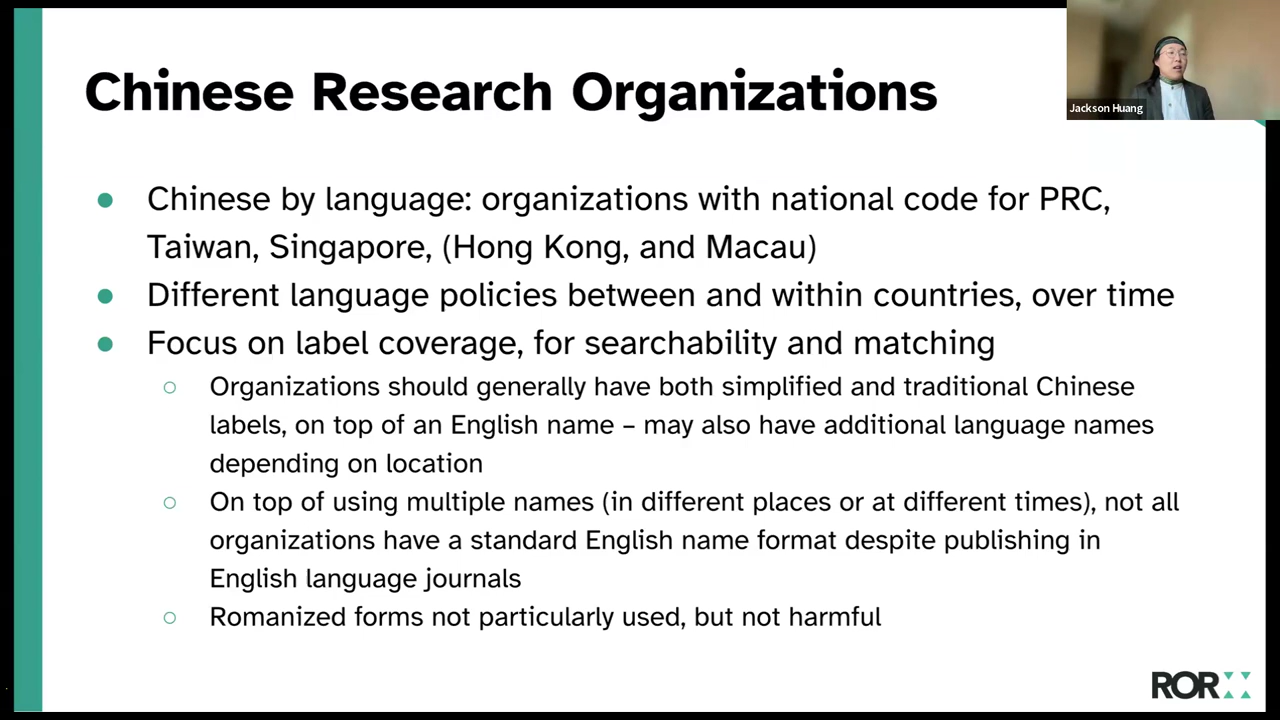 Chinese Research Organizations
Jackson Huang
Chinese by language: organizations with national code for PRC,
Taiwan, Singapore, (Hong Kong, and Macau)
Different language policies between and within countries, over time
Focus on label coverage, for searchability and matching
Organizations should generally have both simplified and traditional Chinese
labels, on top of an English name – may also have additional language names
depending on location
On top of using multiple names (in different places or at different times), not all
organizations have a standard English name format despite publishing in
English language journals
Romanized forms not particularly used, but not harmful
ROR